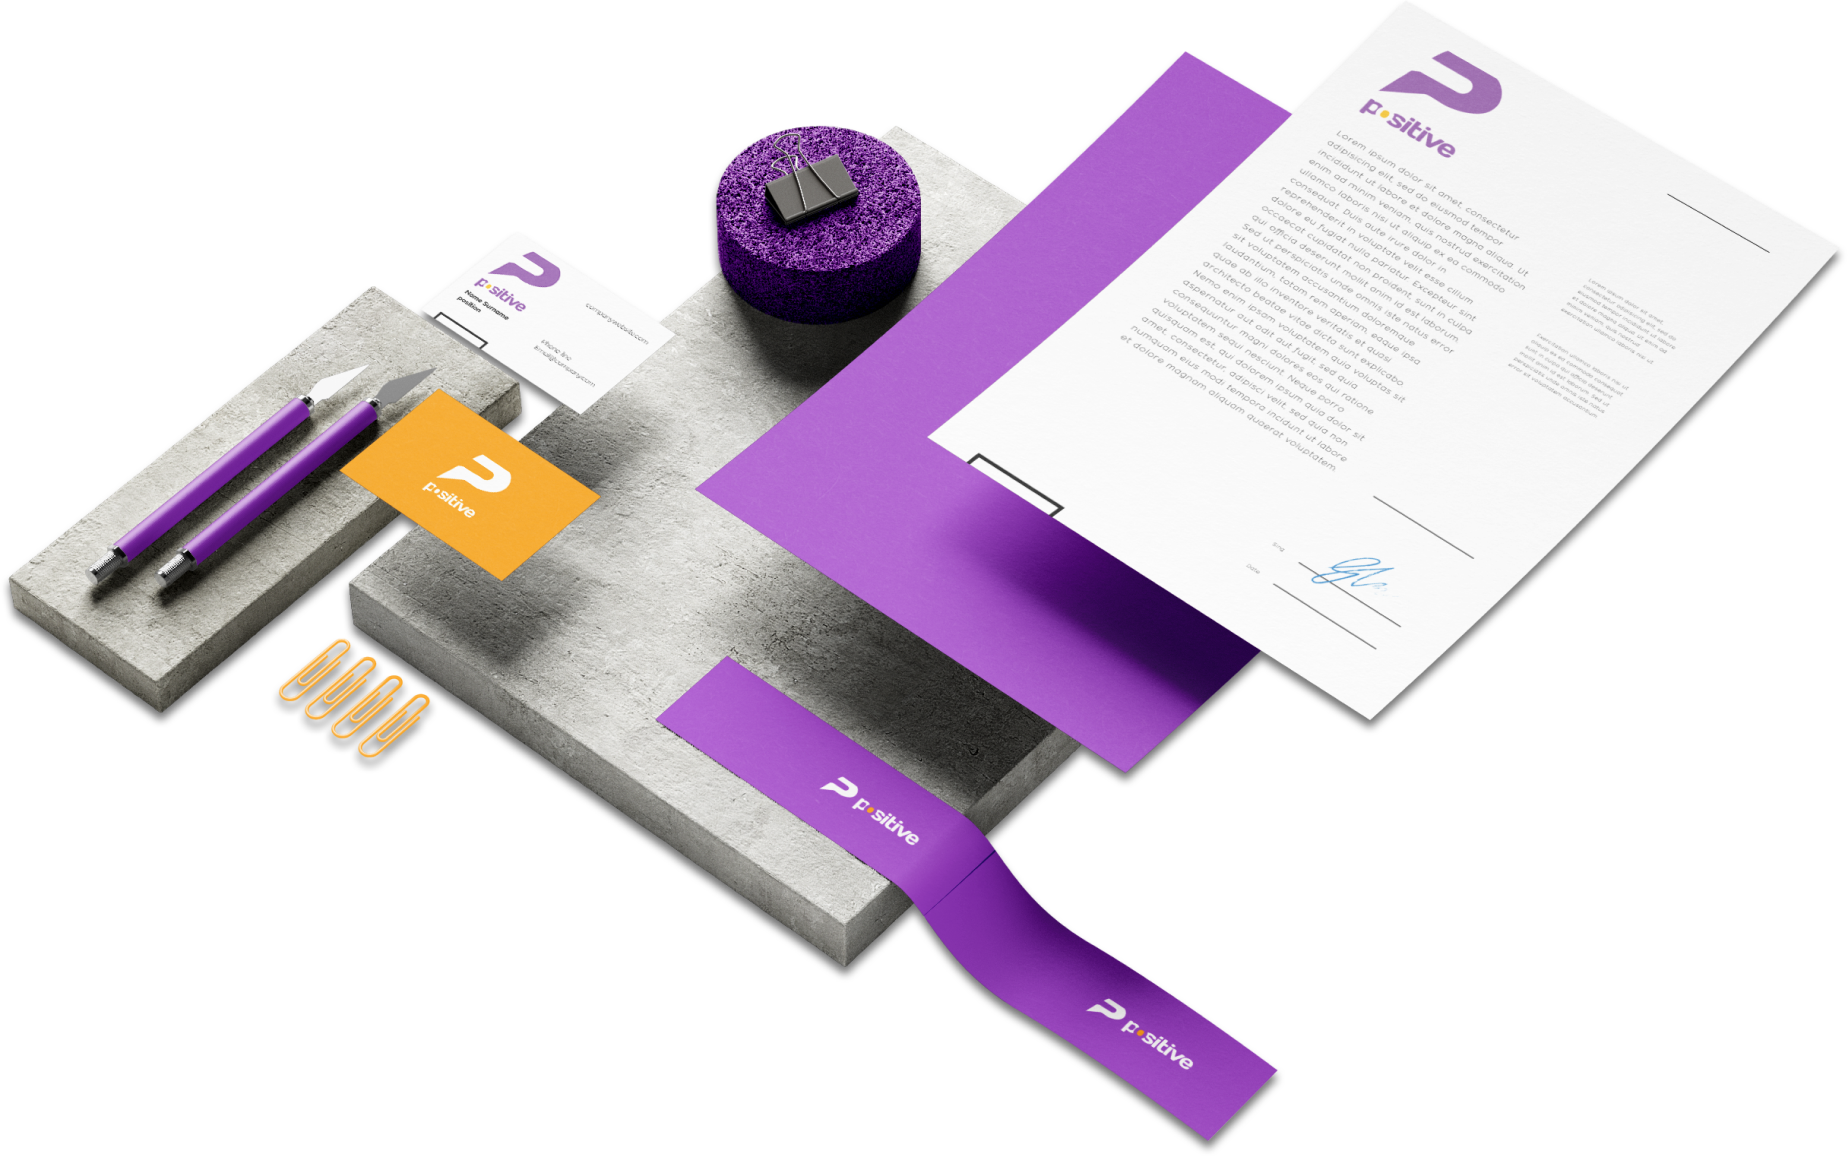 p•sitive
Lorem ipsum dolor sit amet, consectetur
adipisicing elit, sed do eiusmod tempor
incididunt ut labore et dolore magna aliqua. Ut
enim ad minim veniam, quis nostrud exercitation
ullamco laboris nisi ut aliquip ex ea commodo
consequat. Duis aute irure dolor in
reprehenderit in voluptate velit esse cillum
dolore eu fugiat nulla pariatur. Excepteur sint
occaecat cupidatat non proident, sunt in culpa
qui officia deserunt mollit anim id est laborum.
Sed ut perspiciatis unde omnis iste natus error
sit voluptatem accusantium doloremque
laudantium, totam rem aperiam, eaque ipsa
quae ab illo inventore veritatis et quasi
architecto beatae vitae dicta sunt explicabo
Nemo enim ipsam voluptatem quia voluptas sit
aspernatur aut odit aut fugit, sed quia
consequuntur magni dolores eos qui ratione
voluptatem sequi nesciunt. Neque porro
quisquam est, qui dolorem ipsum quia dolor sit
amet, consectetur, adipisci velit, sed quia non
numquam eius modi tempora incidunt ut labore
et dolore magnam aliquam quaerat voluptatem.
p•sitive
Name Surname
position
companywebsite.com
Phone No
Email@company.com
p•sitive
p•sitive
p•sitive